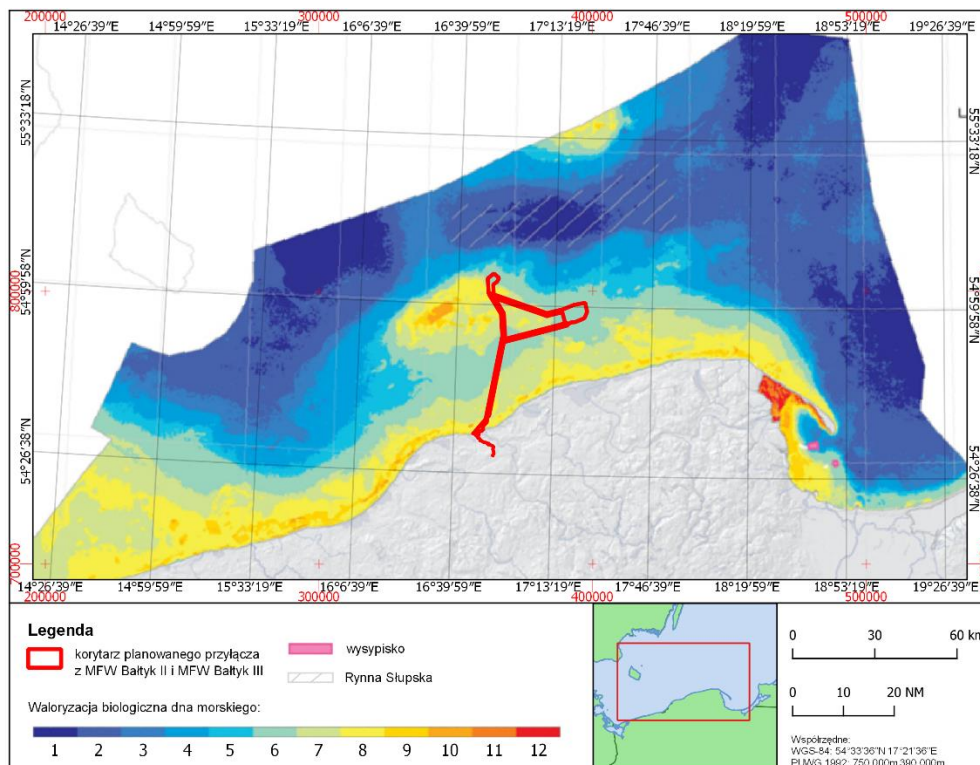 200000 300000 400000 500000
14°26′39″E 14°59′59″E 15°33′19″E 16°6′39″E 16°39′59″E 17°13′19″E 17°46′39″E 18°19′59″E 18°53′19″E 19°26′39″E
55°33′18″N
55°33′18″N
800000
54°59′58″N
54°59′58″N
54°26′38″N
54°26′38″N
700000
14°26′39″E 14°59′59″E 15°33′19″E 16°6′39″E 16°39′59″E 17°13′19″E 17°46′39″E 18°19′59″E 18°53′19″E 19°26′39″E
200000 300000 400000 500000
Legenda
korytarz planowanego przyłącza
z MFW Bałtyk II i MFW Bałtyk III
wysypisko
Rynna Słupska
Waloryzacja biologiczna dna morskiego:
1 2 3 4 5 6 7 8 9 10 11 12
0 30 60 km
0 10 20 NM
Współrzędne:
WGS-84: 54°33'36"N 17°21'36"E
PUWG 1992: 750 000m 390 000m